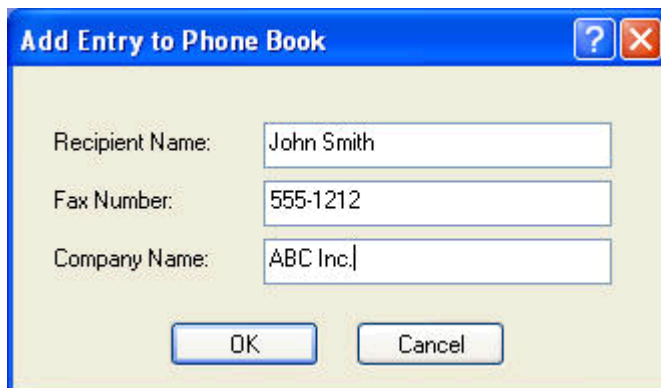 Add Entry to Phone Book ?
Recipient Name: John Smith
Fax Number: 555-1212
Company Name: ABC Inc.
OK Cancel